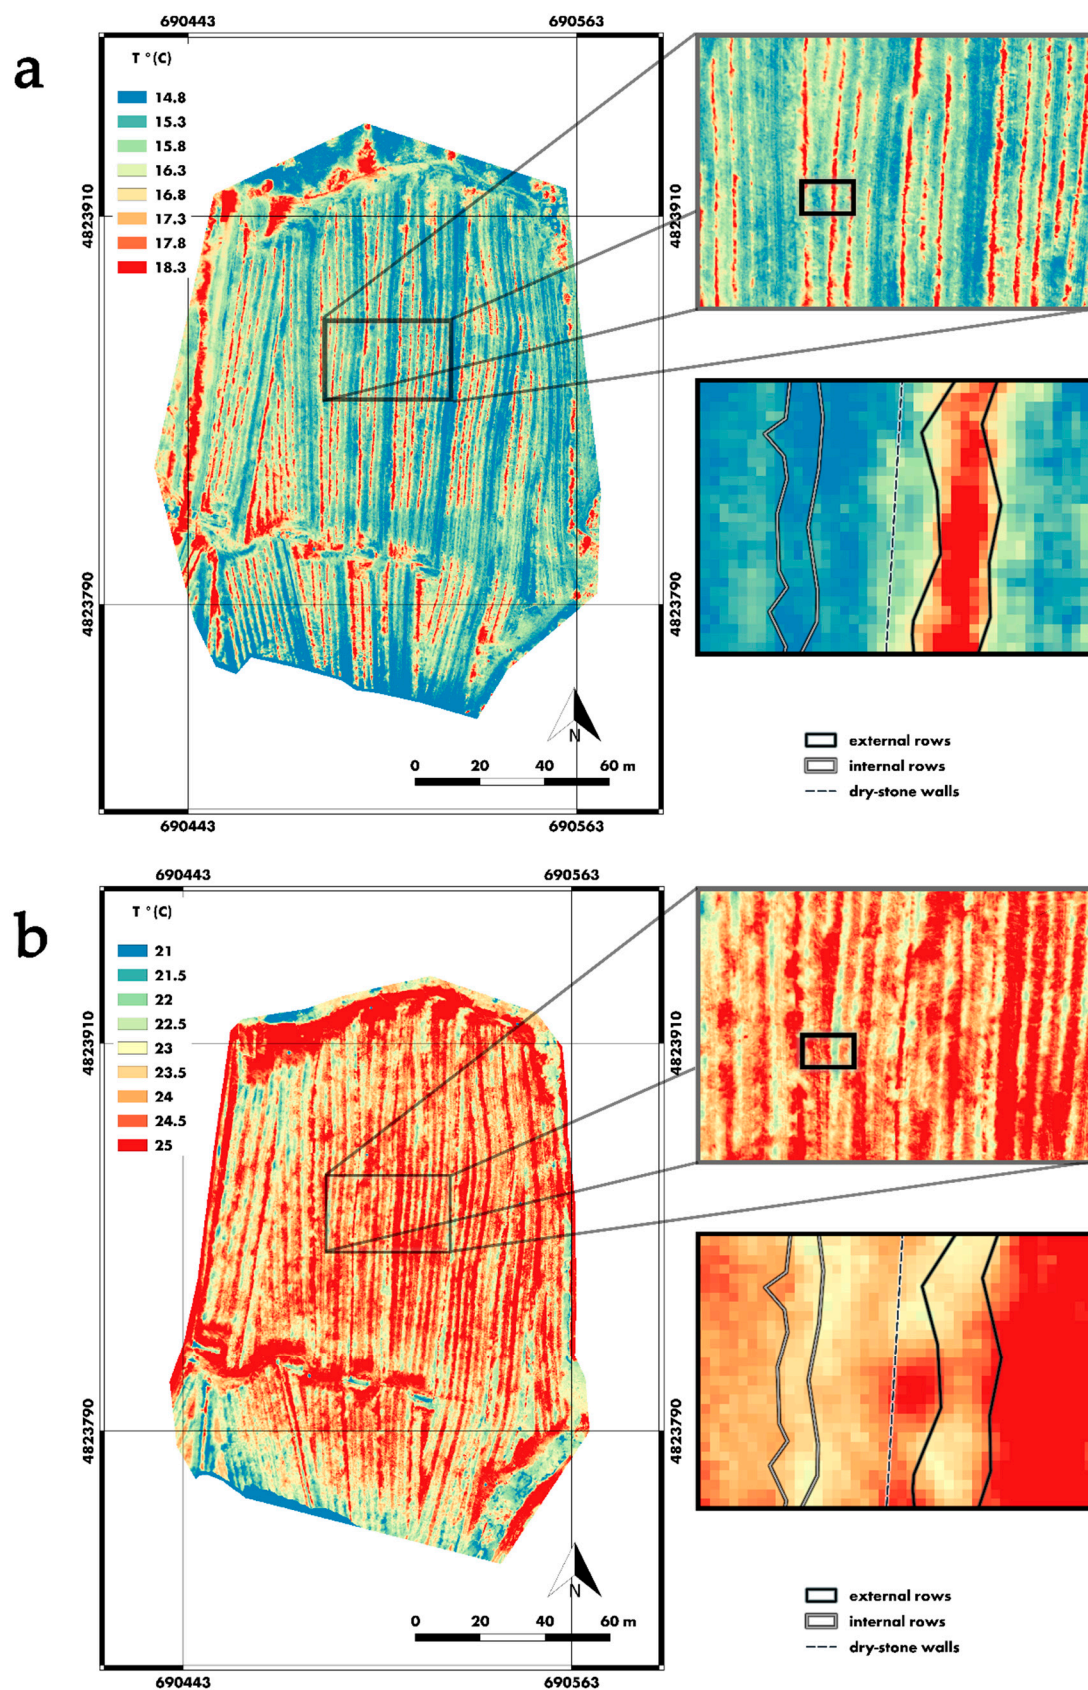 a
690443 690563
T °(C)
14.8
15.3
15.8
16.3
16.8
17.3
17.8
18.3
4823910 4823910
4823790 4823790
N
0 20 40 60 m
690443 690563
external rows
internal rows
dry-stone walls
b
690443 690563
T °(C)
21
21.5
22
22.5
23
23.5
24
24.5
25
4823910 4823910
4823790 4823790
N
0 20 40 60 m
690443 690563
external rows
internal rows
dry-stone walls